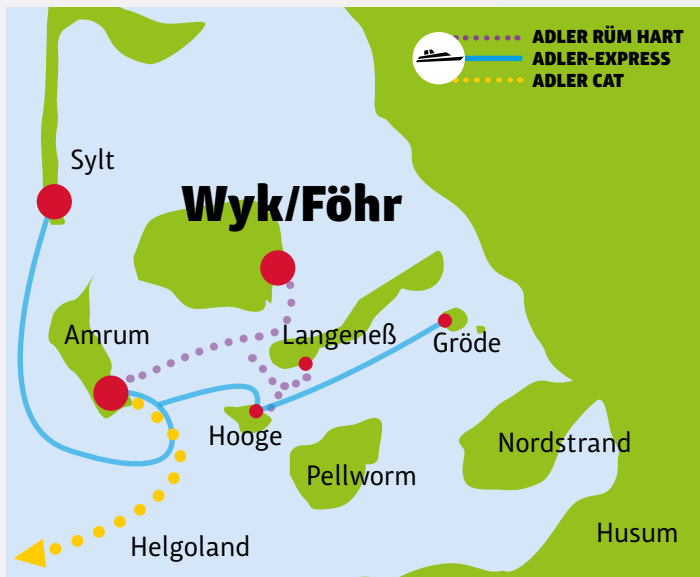 ADLER RÜM HART
ADLER-EXPRESS
ADLER CAT
Sylt
Wyk/Föhr
Amrum
Langeneß
Gröde
Hooge
Nordstrand
Pellworm
Husum
Helgoland